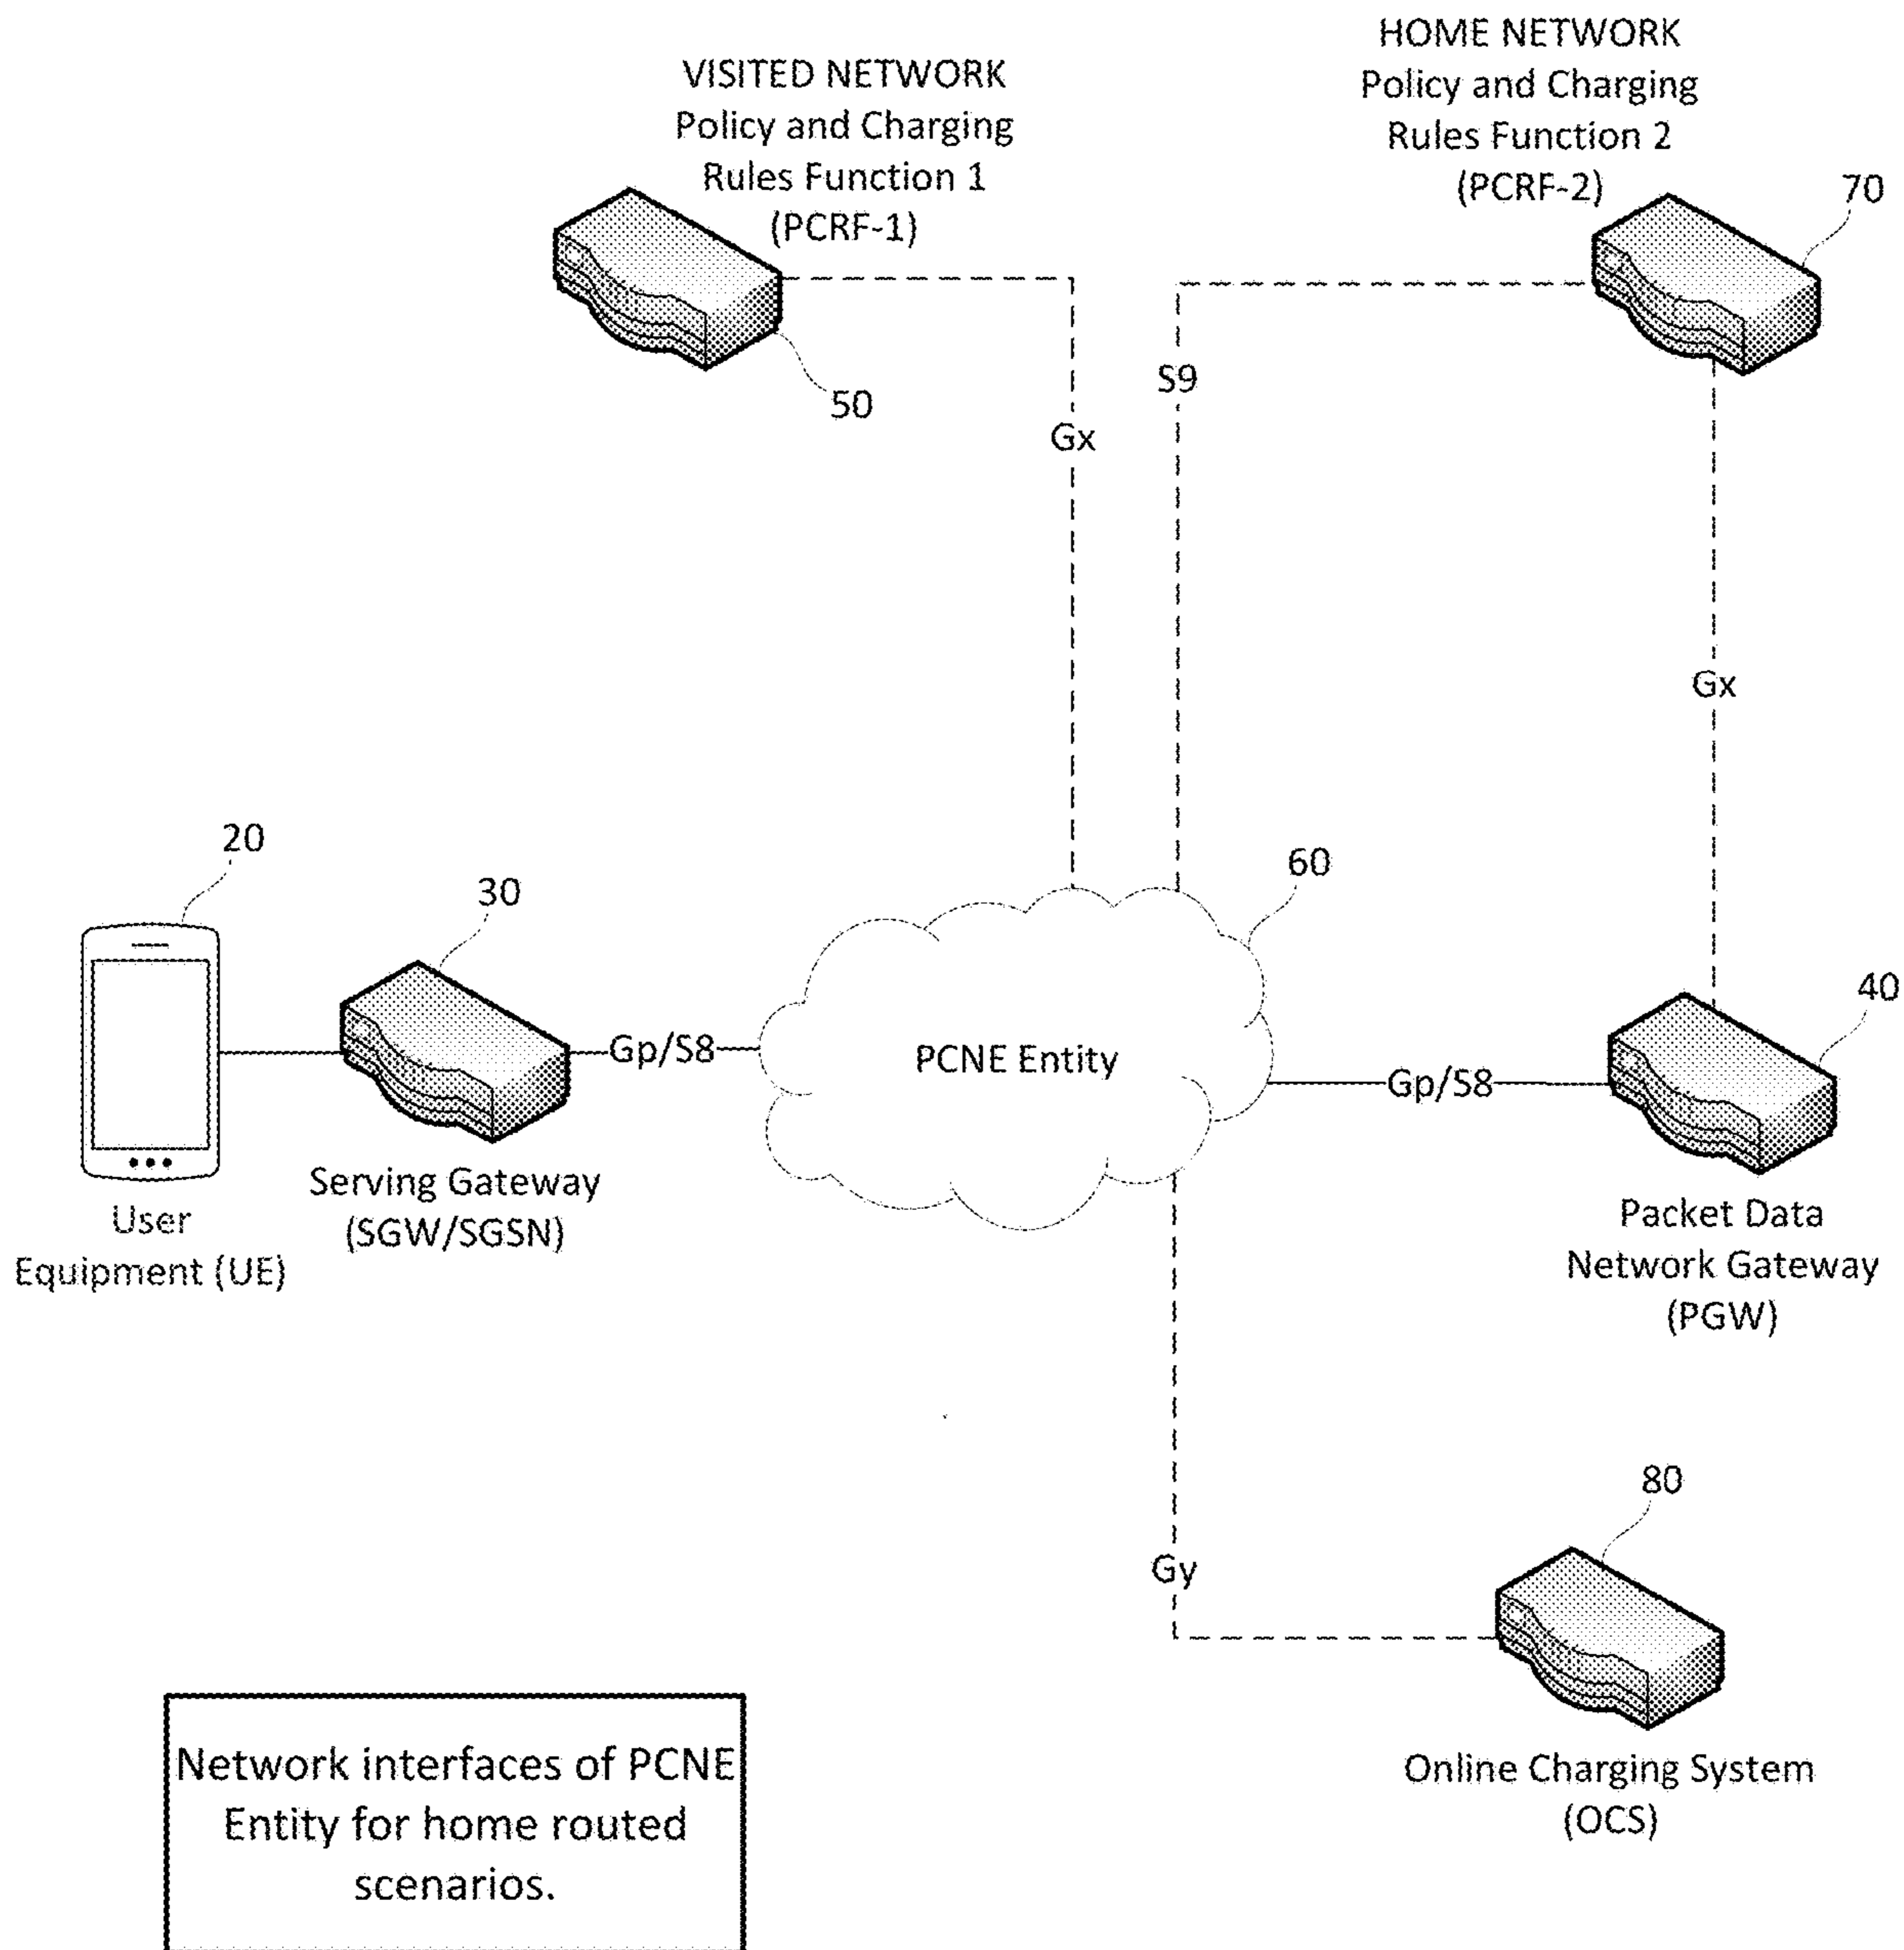 HOME NETWORK
Policy and Charging
Rules Function 2
(PCRF-2)
VISITED NETWORK
Policy and Charging
Rules Function 1
(PCRF-1)
70
50
S9
Gx
Gx
20
30
60
40
Gp/S8
PCNE Entity
Gp/S8
Serving Gateway
(SGW/SGSN)
User
Equipment (UE)
Packet Data
Network Gateway
(PGW)
80
Gy
Online Charging System
(OCS)
Network interfaces of PCNE
Entity for home routed
scenarios.